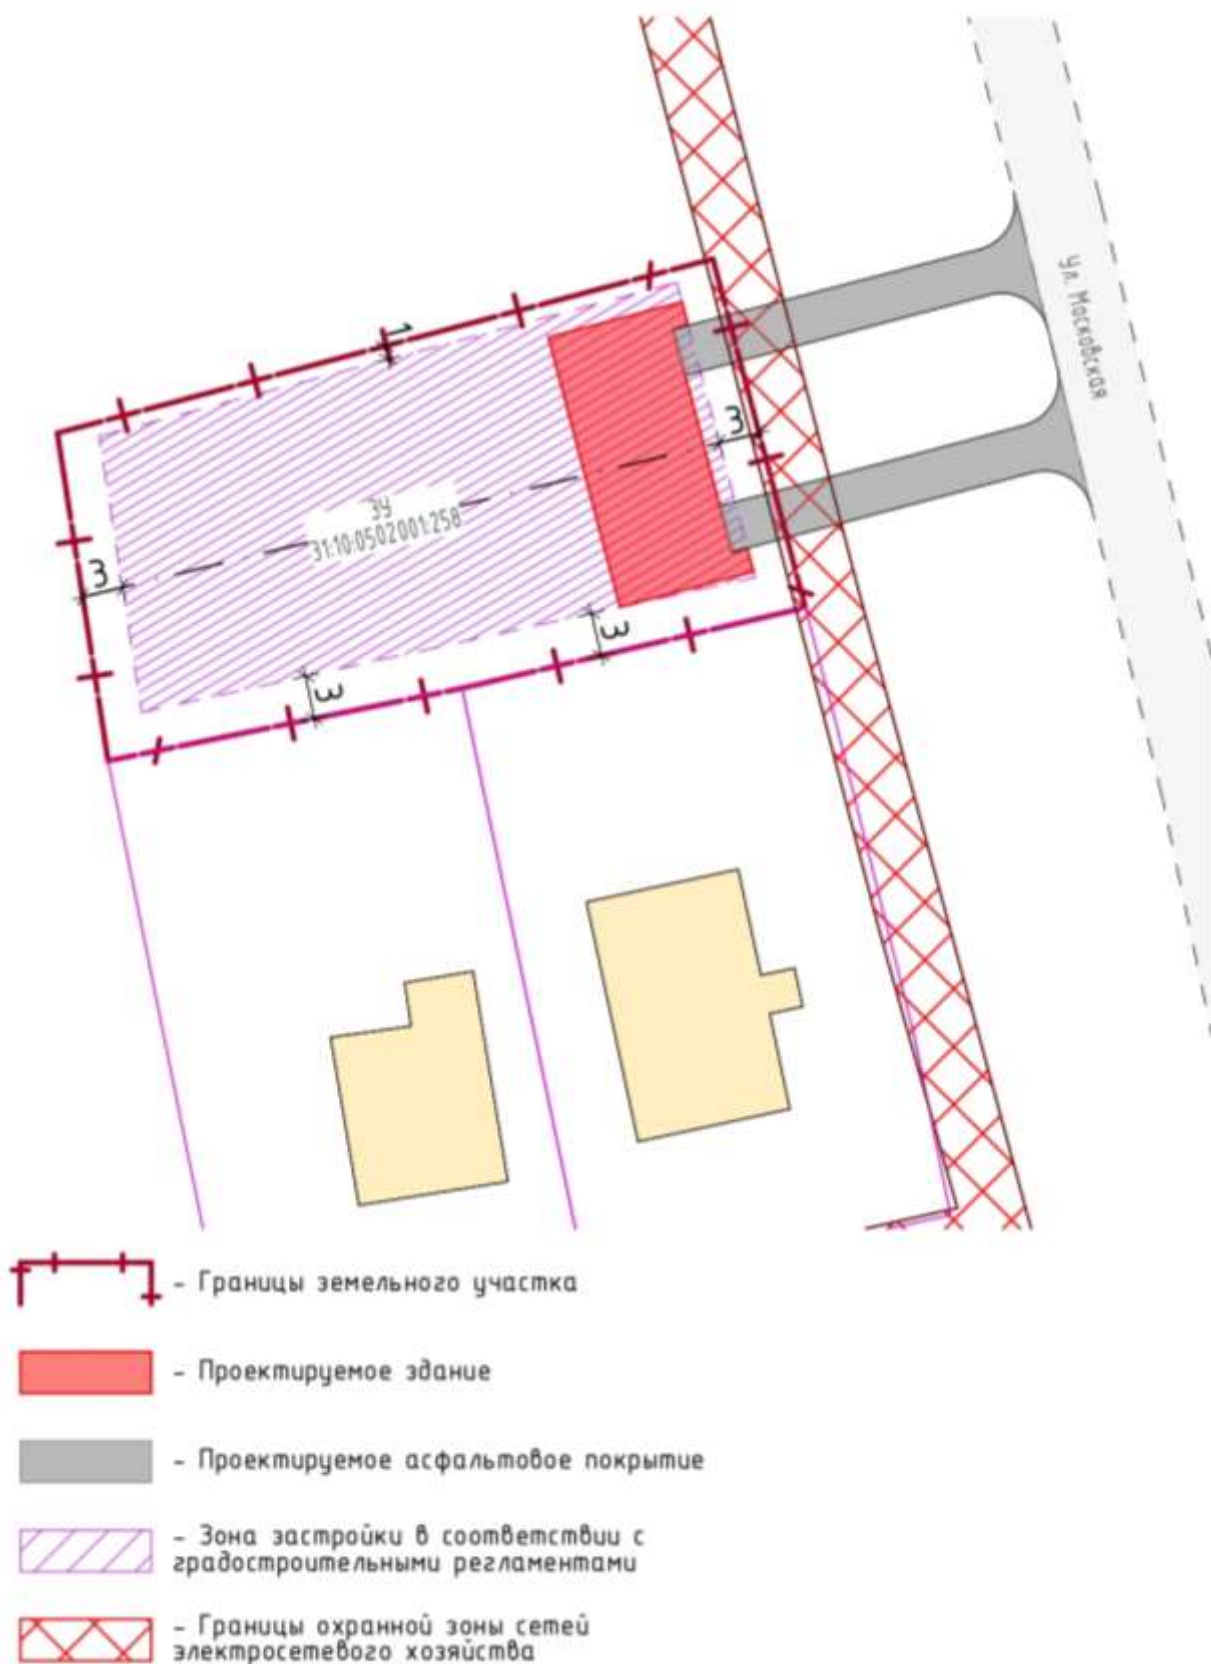 ул. Московская
1
3
ЗУ
31:10:0502001:258
3
3
3
- Границы земельного участка
- Проектируемое здание
- Проектируемое асфальтовое покрытие
- Зона застройки в соответствии с
градостроительными регламентами
- Границы охранной зоны сетей
электросетевого хозяйства